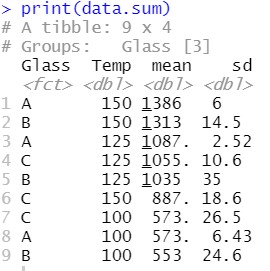 > print(data.sum)
# A tibble: 9 x 4
# Groups:   Glass [3]
  Glass  Temp  mean    sd
  <fct> <dbl> <dbl> <dbl>
1 A       150 1386   6
2 B       150 1313  14.5
3 A       125 1087.  2.52
4 C       125 1055. 10.6
5 B       125 1035  35
6 C       150  887. 18.6
7 C       100  573. 26.5
8 A       100  573.  6.43
9 B       100  553  24.6